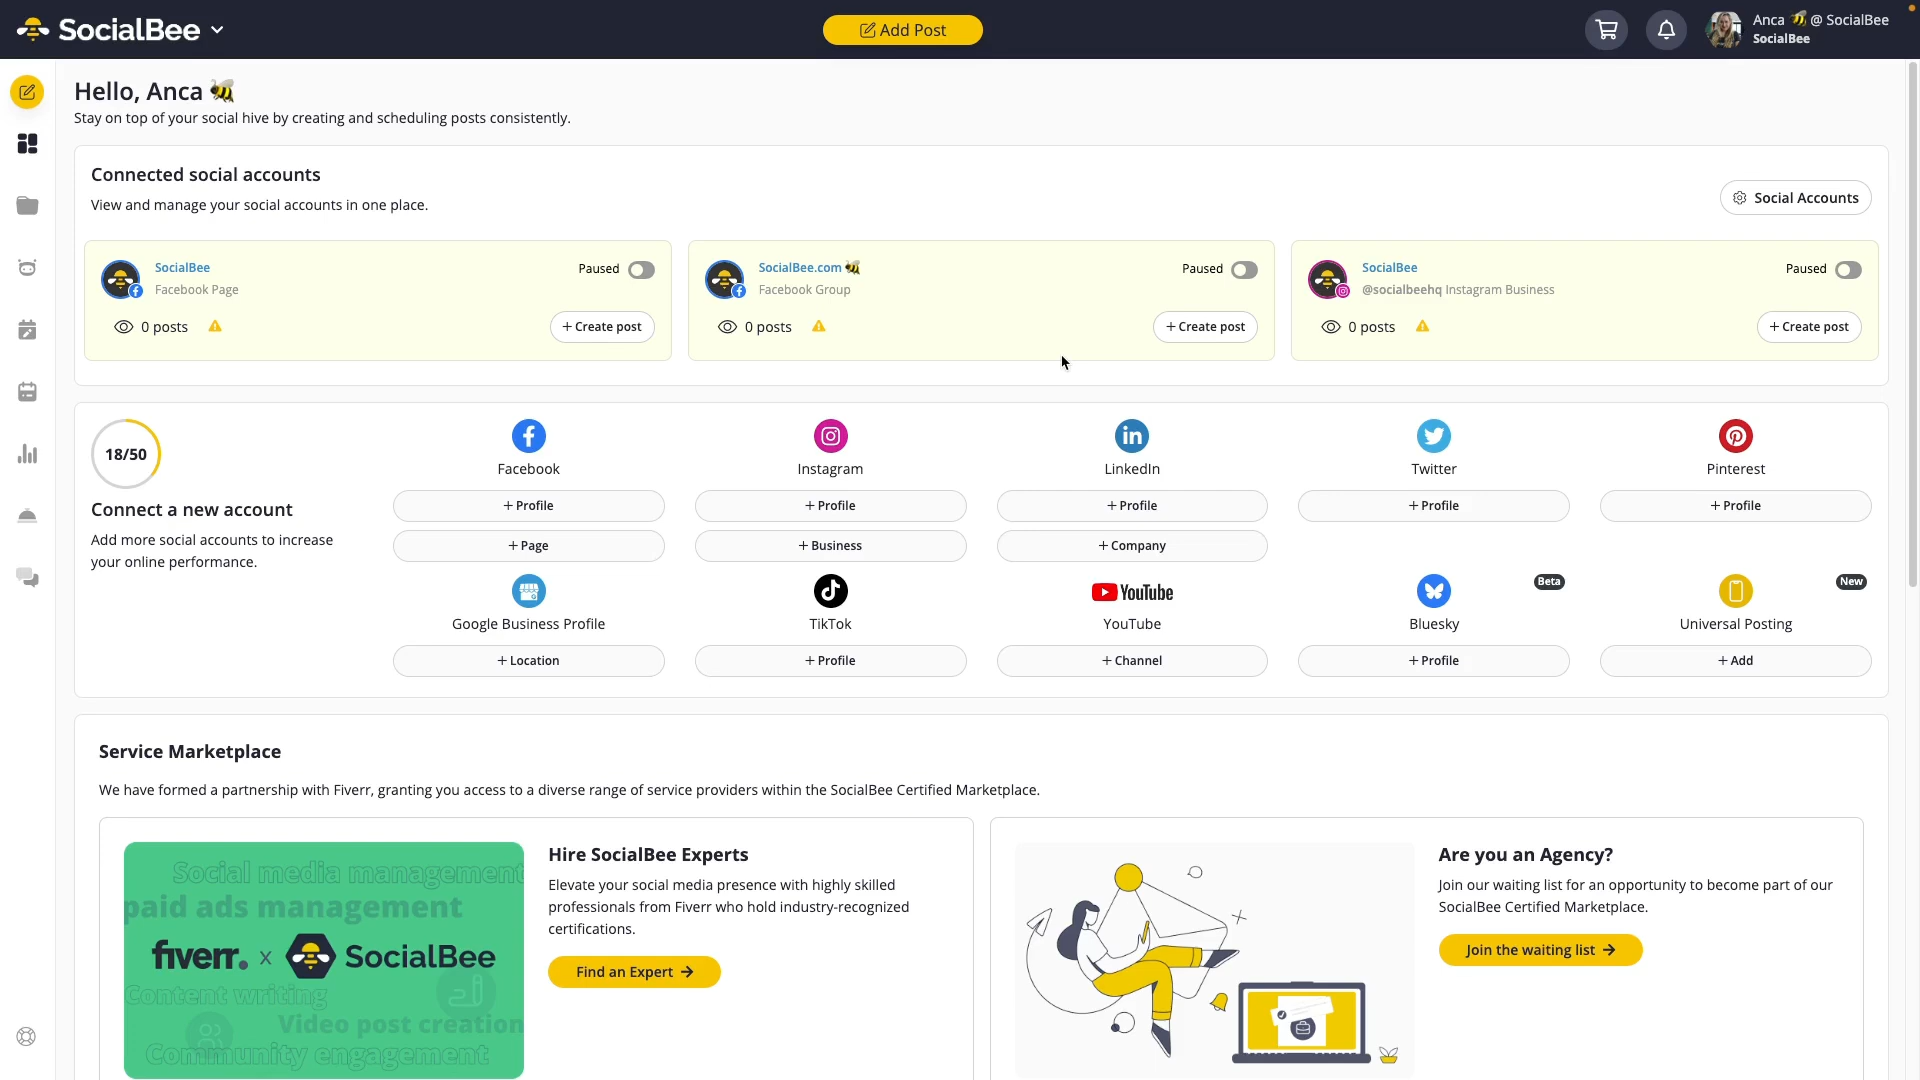 SocialBee
Add Post
Anca 🐝 @ SocialBee
SocialBee
Hello, Anca 🐝
Stay on top of your social hive by creating and scheduling posts consistently.
Connected social accounts
View and manage your social accounts in one place.
Social Accounts
SocialBee
Facebook Page
Paused
0 posts
+ Create post
SocialBee.com 🐝
Facebook Group
Paused
0 posts
+ Create post
SocialBee
@socialbeehq Instagram Business
Paused
0 posts
+ Create post
18/50
Connect a new account
Add more social accounts to increase
your online performance.
Facebook
+ Profile
+ Page
Instagram
+ Profile
+ Business
LinkedIn
+ Profile
+ Company
Twitter
+ Profile
Pinterest
+ Profile
Google Business Profile
+ Location
TikTok
+ Profile
YouTube
YouTube
+ Channel
Beta
Bluesky
+ Profile
New
Universal Posting
+ Add
Service Marketplace
We have formed a partnership with Fiverr, granting you access to a diverse range of service providers within the SocialBee Certified Marketplace.
Social media management
paid ads management
fiverr. x SocialBee
Content writing
Video post creation
Community engagement
Hire SocialBee Experts
Elevate your social media presence with highly skilled
professionals from Fiverr who hold industry-recognized
certifications.
Find an Expert →
Are you an Agency?
Join our waiting list for an opportunity to become part of our
SocialBee Certified Marketplace.
Join the waiting list →